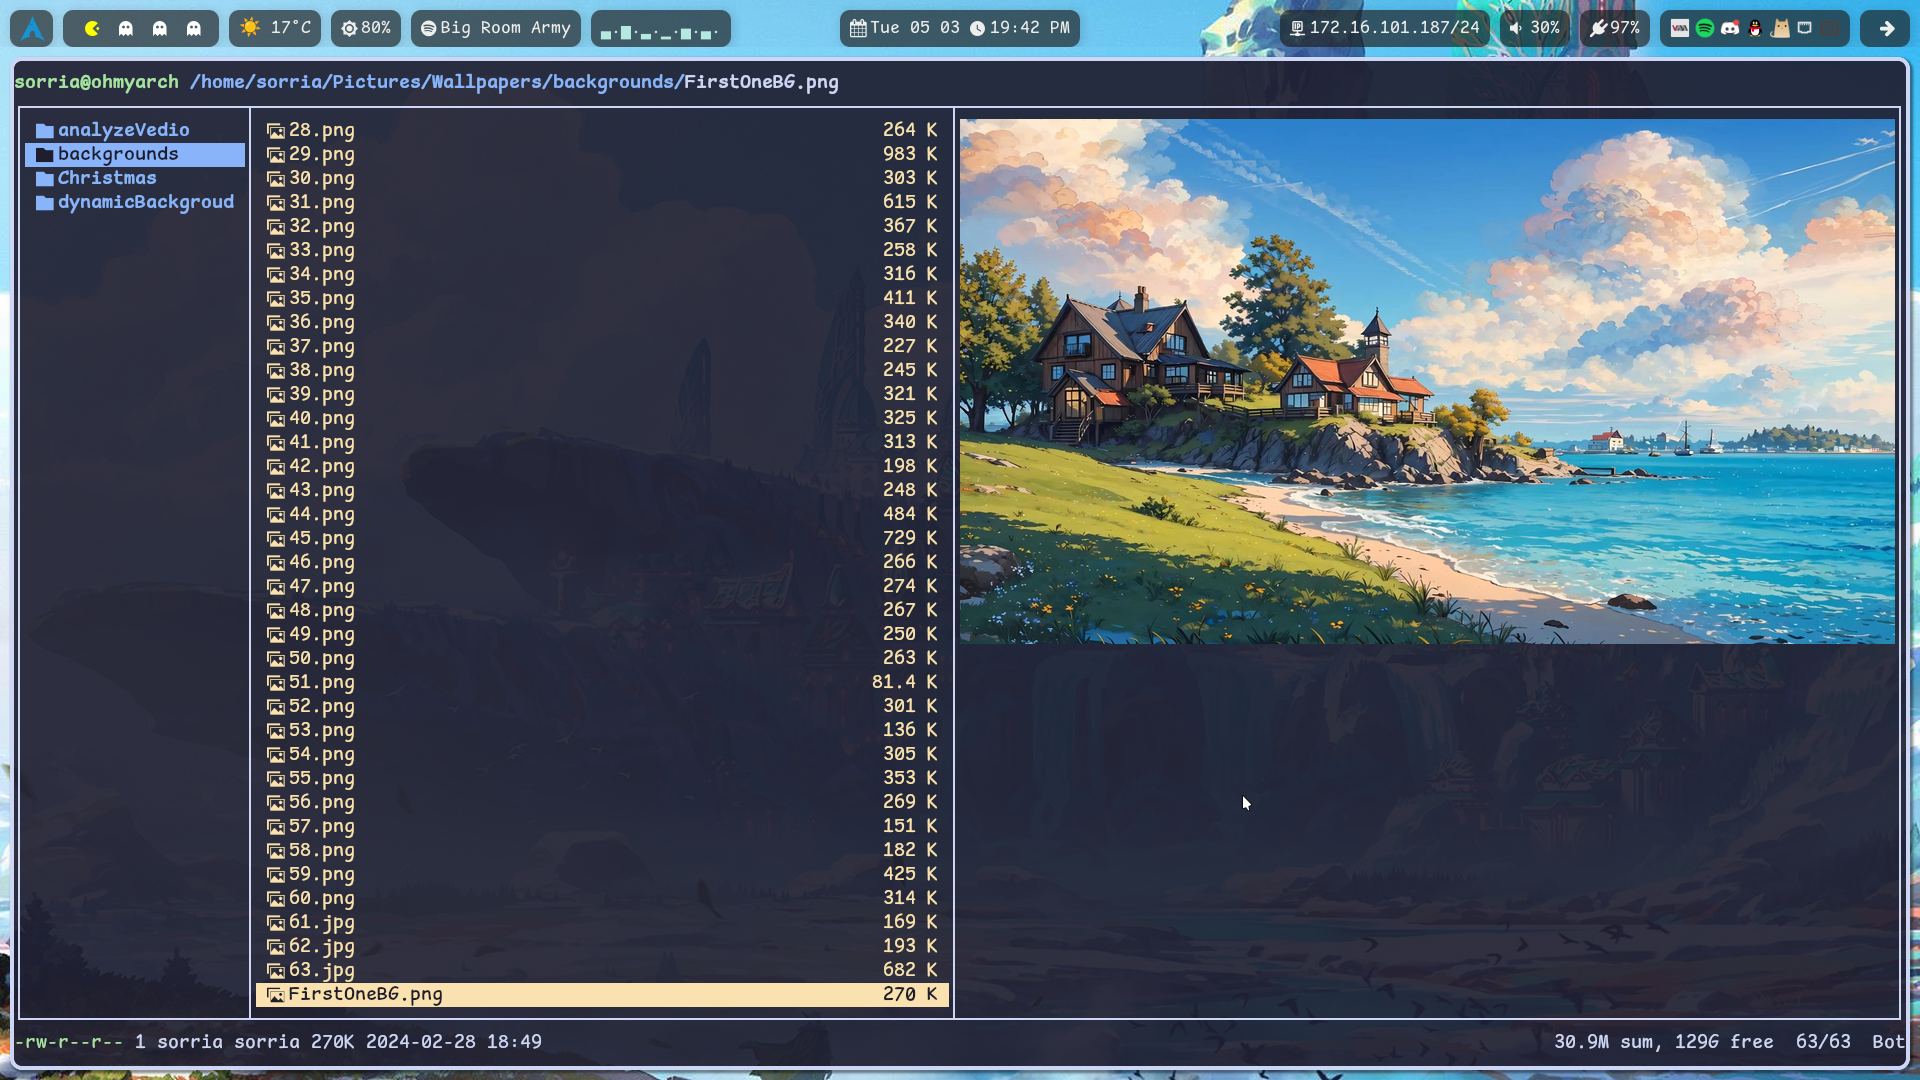 17°C 80% Big Room Army Tue 05 03 19:42 PM 172.16.101.187/24 30% 97%
sorria@ohmyarch /home/sorria/Pictures/Wallpapers/backgrounds/FirstOneBG.png
analyzeVedio
backgrounds
Christmas
dynamicBackgroud
28.png 264 K
29.png 983 K
30.png 303 K
31.png 615 K
32.png 367 K
33.png 258 K
34.png 316 K
35.png 411 K
36.png 340 K
37.png 227 K
38.png 245 K
39.png 321 K
40.png 325 K
41.png 313 K
42.png 198 K
43.png 248 K
44.png 484 K
45.png 729 K
46.png 266 K
47.png 274 K
48.png 267 K
49.png 250 K
50.png 263 K
51.png 81.4 K
52.png 301 K
53.png 136 K
54.png 305 K
55.png 353 K
56.png 269 K
57.png 151 K
58.png 182 K
59.png 425 K
60.png 314 K
61.jpg 169 K
62.jpg 193 K
63.jpg 682 K
FirstOneBG.png 270 K
-rw-r--r-- 1 sorria sorria 270K 2024-02-28 18:49 30.9M sum, 129G free 63/63 Bot